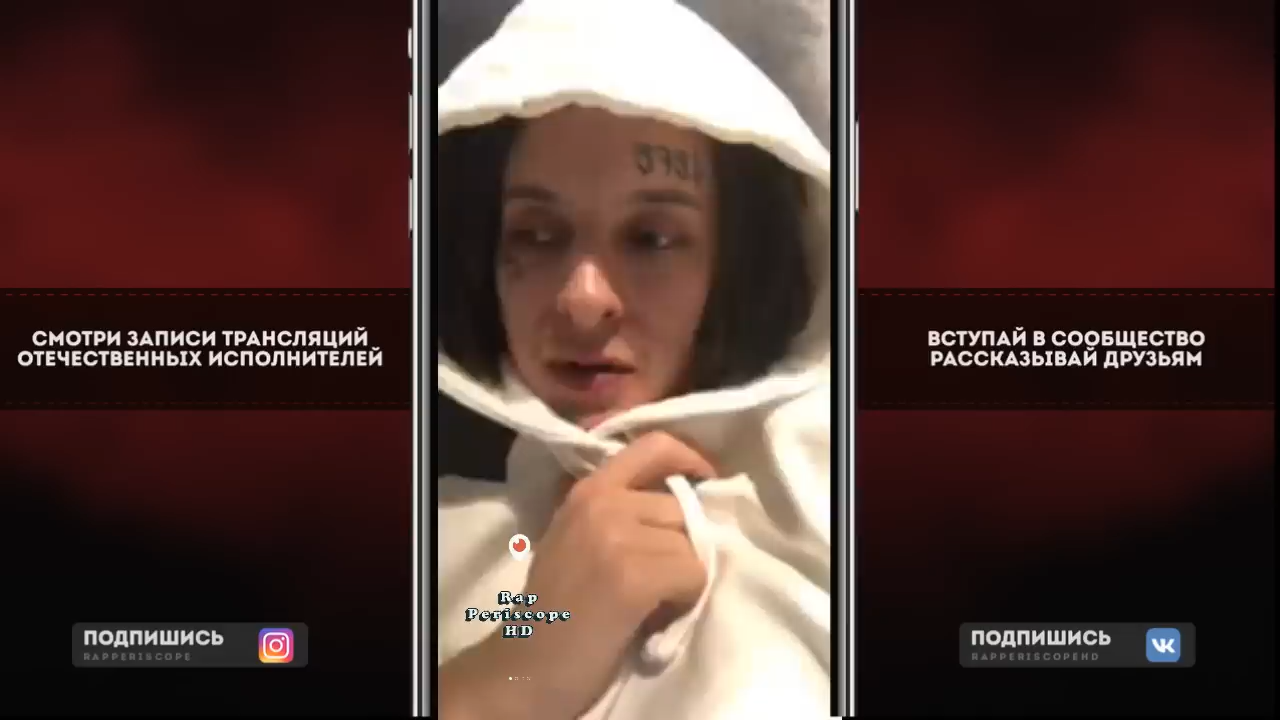 СМОТРИ ЗАПИСИ ТРАНСЛЯЦИЙ
ОТЕЧЕСТВЕННЫХ ИСПОЛНИТЕЛЕЙ
ВСТУПАЙ В СООБЩЕСТВО
РАССКАЗЫВАЙ ДРУЗЬЯМ
Rap
Periscope
HD
ПОДПИШИСЬ
RAPPERISCOPE
ПОДПИШИСЬ
RAPPERISCOPEHD